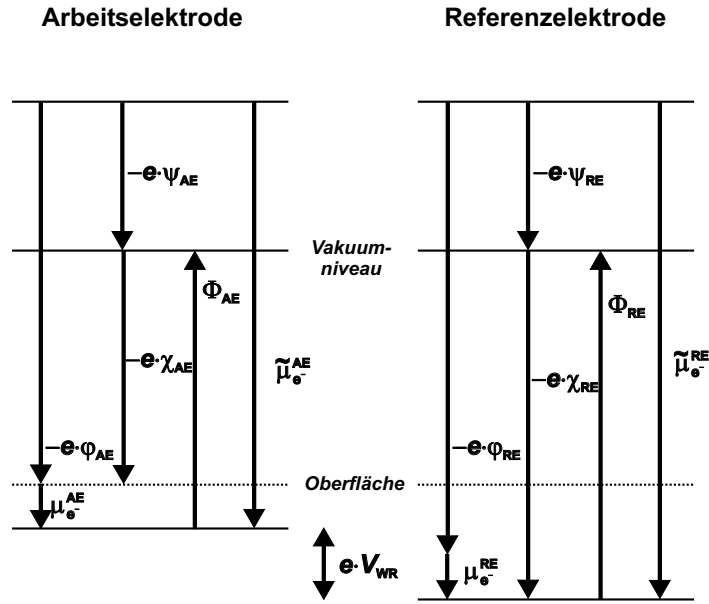 Arbeitselektrode
Referenzelektrode
–e·ψAE
–e·ψRE
Vakuum-
niveau
ΦAE
ΦRE
–e·χAE
μ̃e⁻AE
–e·χRE
μ̃e⁻RE
–e·φAE
–e·φRE
Oberfläche
μe⁻AE
e·VWR
μe⁻RE